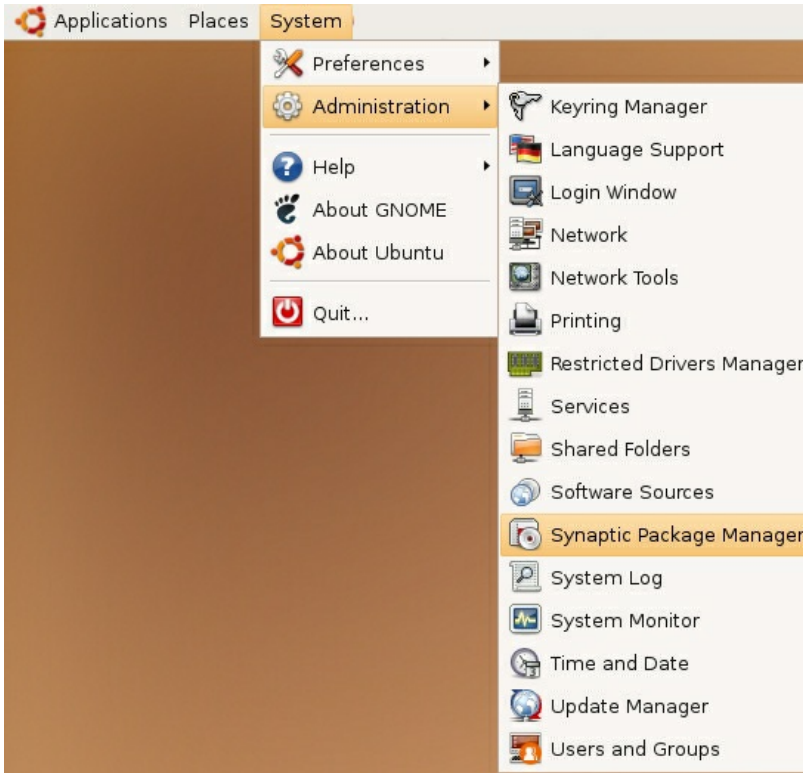 Applications Places System
Preferences
Administration
Help
About GNOME
About Ubuntu
Quit...
Keyring Manager
Language Support
Login Window
Network
Network Tools
Printing
Restricted Drivers Manager
Services
Shared Folders
Software Sources
Synaptic Package Manager
System Log
System Monitor
Time and Date
Update Manager
Users and Groups